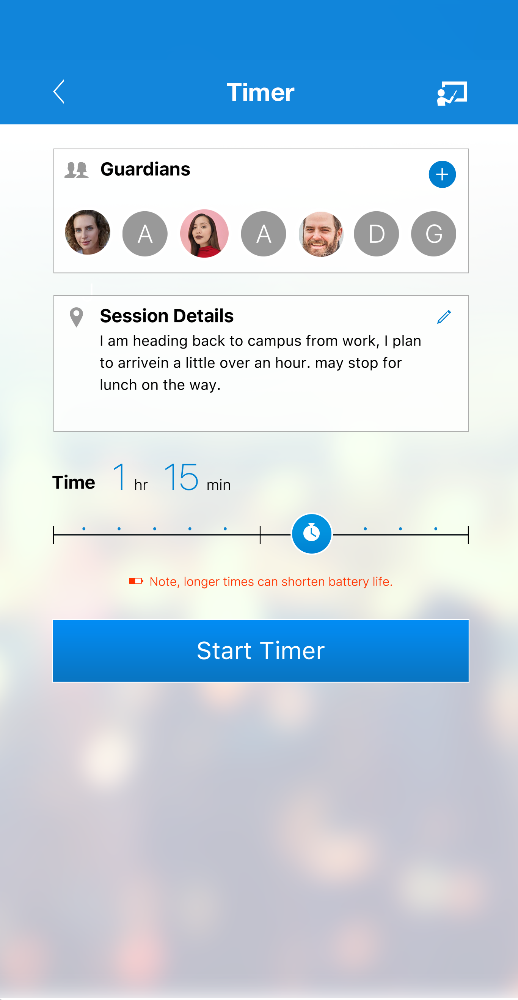 Timer
Guardians
A A D G
Session Details
I am heading back to campus from work, I plan
to arrivein a little over an hour. may stop for
lunch on the way.
Time 1 hr 15 min
Note, longer times can shorten battery life.
Start Timer